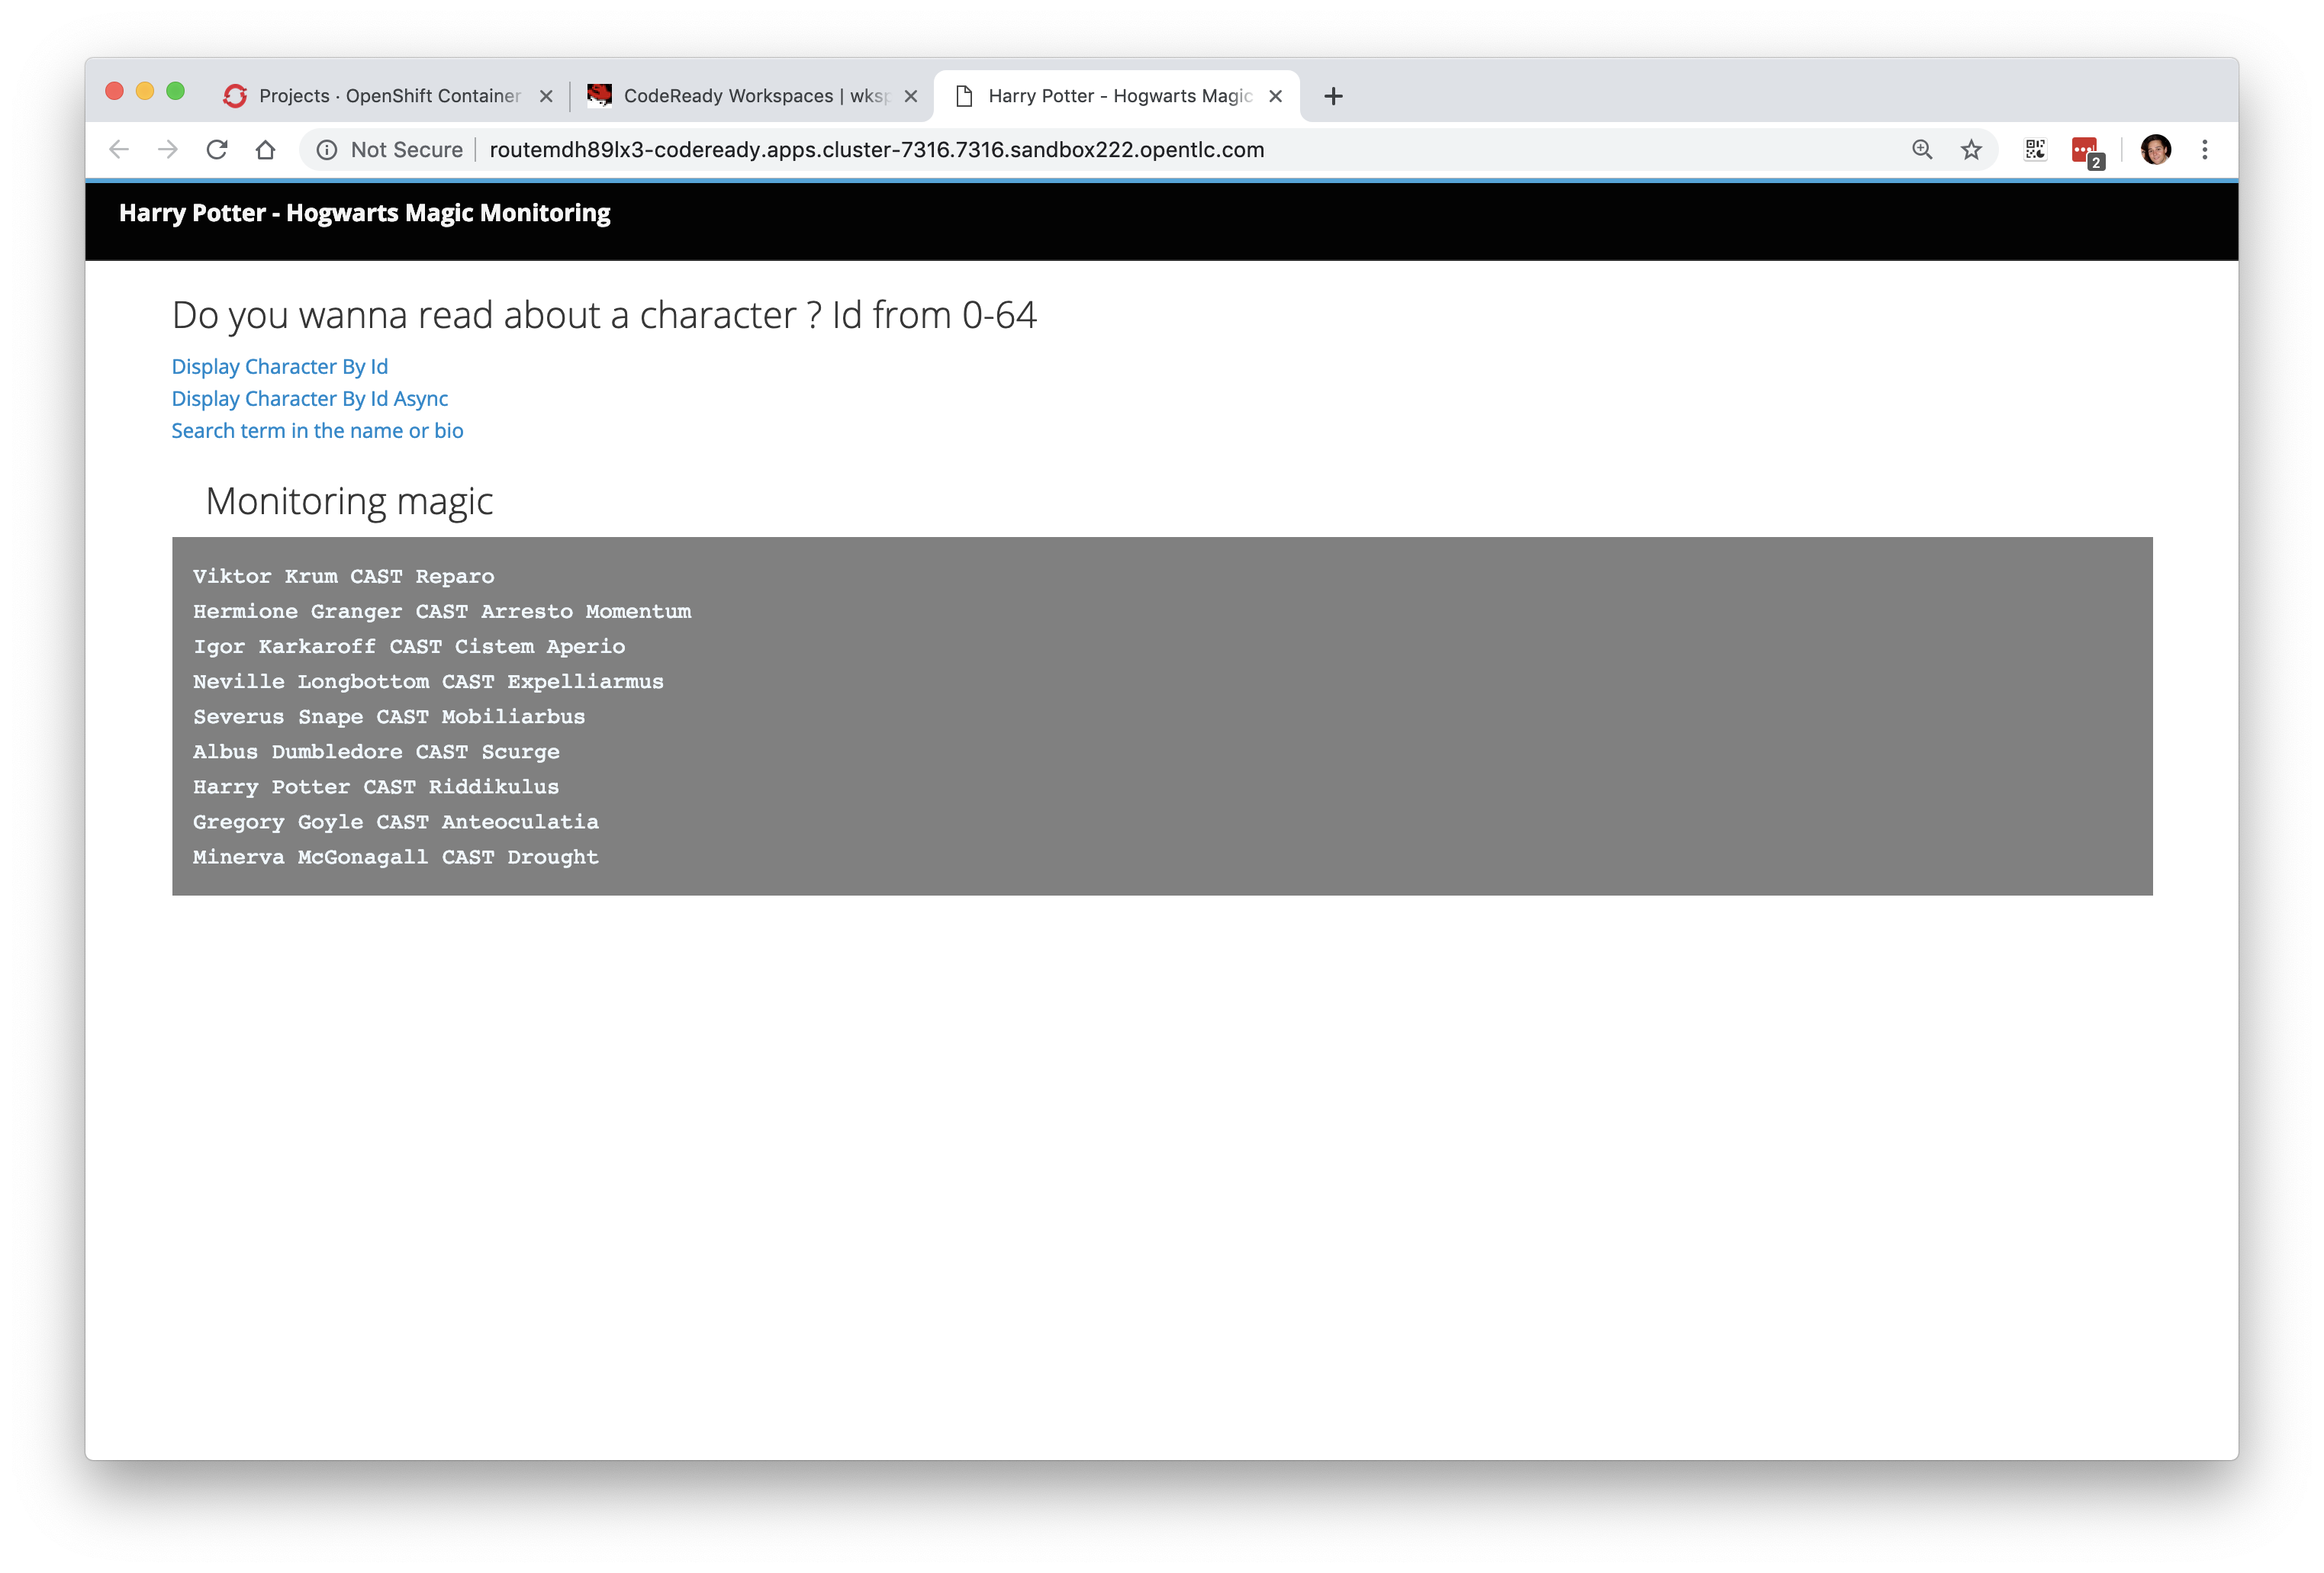 Projects · OpenShift Container
CodeReady Workspaces | wksp
Harry Potter - Hogwarts Magic
Not Secure
routemdh89lx3-codeready.apps.cluster-7316.7316.sandbox222.opentlc.com
2
Harry Potter - Hogwarts Magic Monitoring
Do you wanna read about a character ? Id from 0-64
Display Character By Id
Display Character By Id Async
Search term in the name or bio
Monitoring magic
Viktor Krum CAST Reparo
Hermione Granger CAST Arresto Momentum
Igor Karkaroff CAST Cistem Aperio
Neville Longbottom CAST Expelliarmus
Severus Snape CAST Mobiliarbus
Albus Dumbledore CAST Scurge
Harry Potter CAST Riddikulus
Gregory Goyle CAST Anteoculatia
Minerva McGonagall CAST Drought